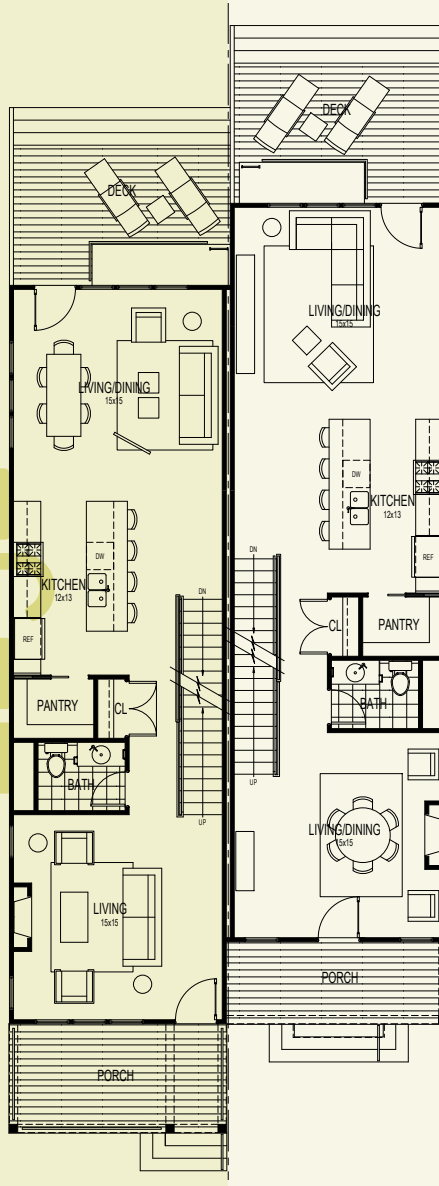 DECK
LIVING/DINING
15x15
DW
KITCHEN
12x13
REF
PANTRY
CL
DN
BATH
UP
LIVING
15x15
PORCH
DECK
LIVING/DINING
15x15
DW
KITCHEN
12x13
REF
DN
CL
PANTRY
BATH
UP
LIVING/DINING
15x15
PORCH